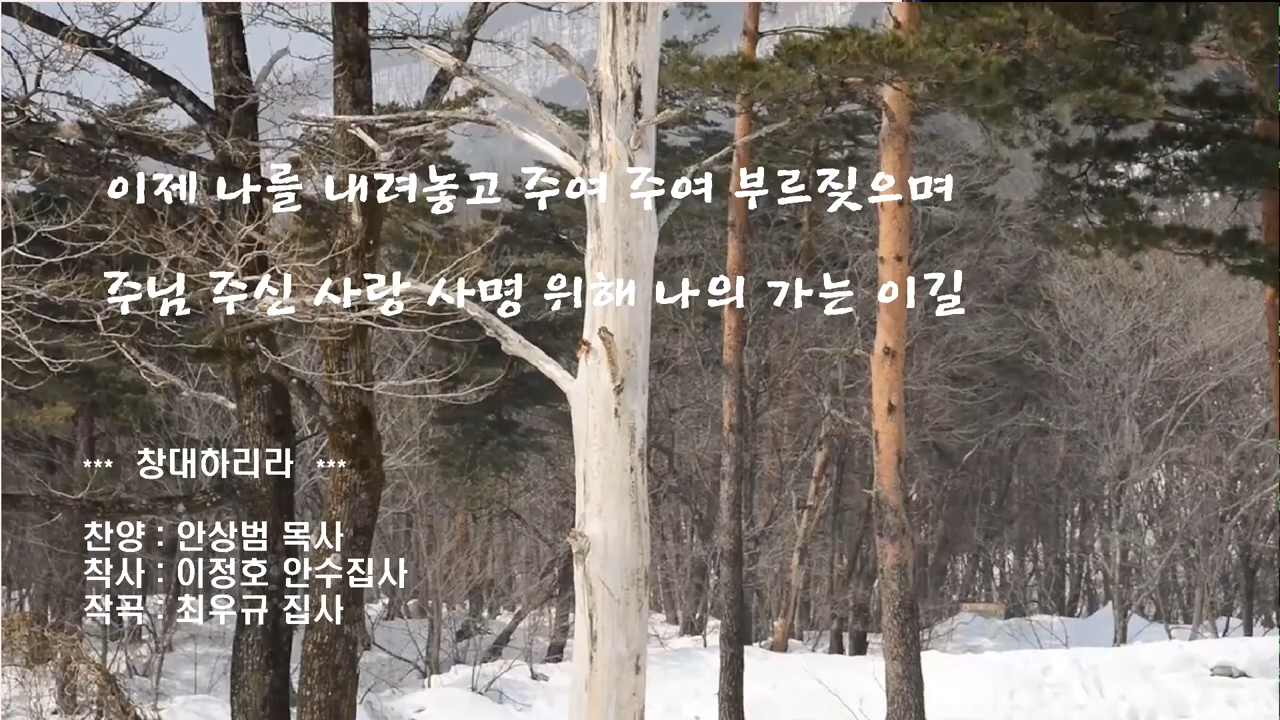 이제 나를 내려놓고 주여 주여 부르짖으며
주님 주신 사랑 사명 위해 나의 가는 이길
*** 창대하리라 ***
찬양 : 안상범 목사
작사 : 이정호 안수집사
작곡 : 최우규 집사